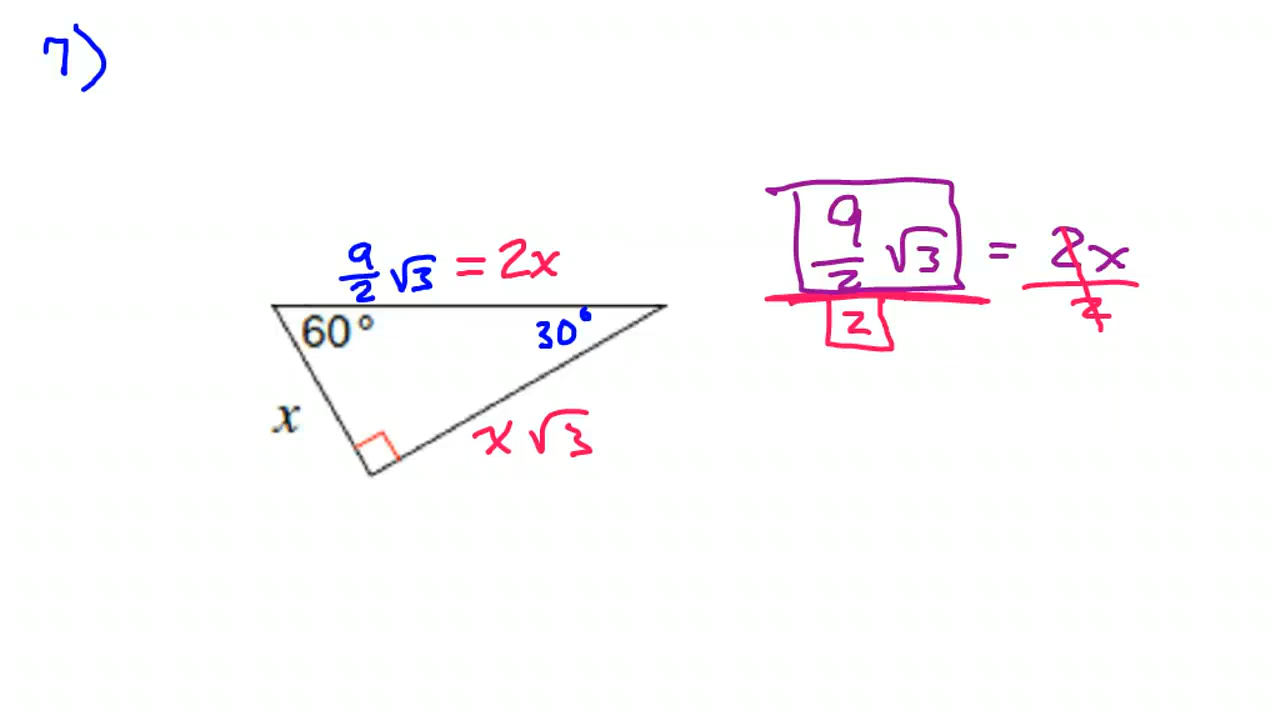 7)
9/2 √3 = 2x
60° 30°
x
x √3
9/2 √3 / 2 = 2x / 2